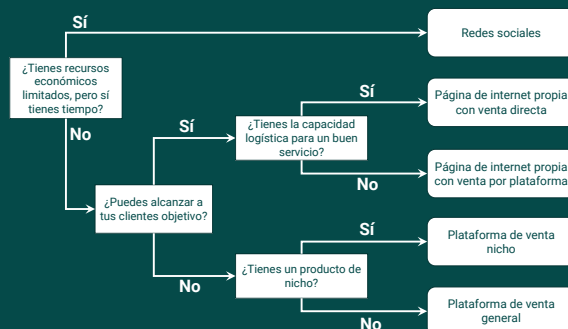 Sí
Redes sociales
¿Tienes recursos
económicos
limitados, pero sí
tienes tiempo?
No
Sí
¿Tienes la capacidad
logística para un buen
servicio?
Sí
Página de internet propia
con venta directa
No
Página de internet propia
con venta por plataforma
¿Puedes alcanzar a
tus clientes objetivo?
No
¿Tienes un producto de
nicho?
Sí
Plataforma de venta
nicho
No
Plataforma de venta
general